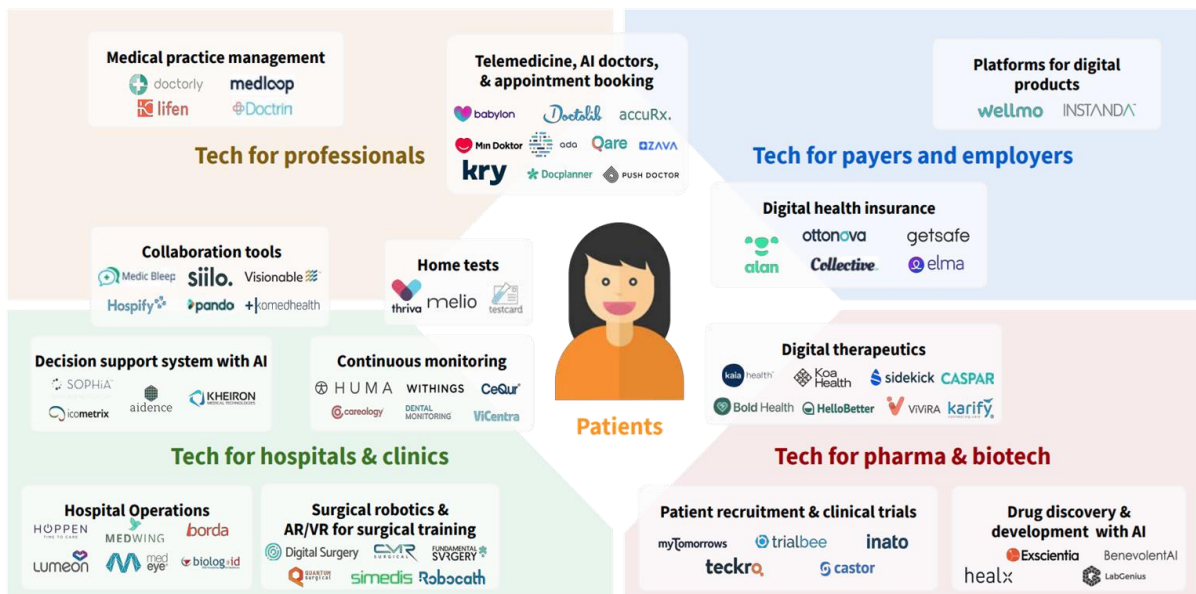 Medical practice management
doctorly
medloop
lifen
Doctrin
Tech for professionals
Telemedicine, AI doctors,
& appointment booking
babylon
Doctolib
accuRx.
Min Doktor
ada
Qare
ZAVA
kry
Docplanner
PUSH DOCTOR
Platforms for digital
products
wellmo
INSTANDA
Tech for payers and employers
Digital health insurance
alan
ottonova
getsafe
Collective.
elma
Collaboration tools
Medic Bleep
siilo.
Visionable
Hospify
pando
komedhealth
Home tests
thriva
melio
testcard
Patients
Decision support system with AI
SOPHiA
icometrix
aidence
KHEIRON
MEDICAL TECHNOLOGIES
Continuous monitoring
HUMA
WITHINGS
CeQur
careology
DENTAL
MONITORING
ViCentra
Tech for hospitals & clinics
Hospital Operations
HOPPEN
TIME TO CARE
MEDWING
borda
lumeon
med
eye
biolog-id
Surgical robotics &
AR/VR for surgical training
Digital Surgery
CMR
SURGICAL
FUNDAMENTAL
SVRGERY
QUANTUM
surgical
simedis
Robocath
Digital therapeutics
kaia health
Koa
Health
sidekick
CASPAR
Bold Health
HelloBetter
ViViRA
karify
Tech for pharma & biotech
Patient recruitment & clinical trials
myTomorrows
trialbee
inato
teckro
castor
Drug discovery &
development with AI
Exscientia
BenevolentAI
healx
LabGenius